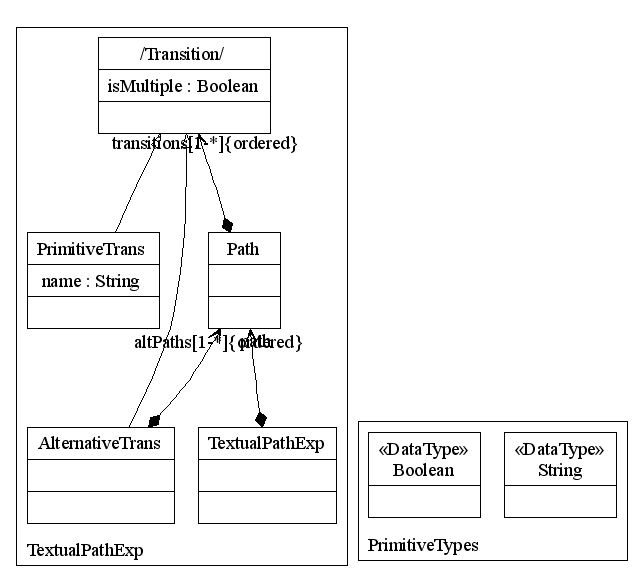 /Transition/
isMultiple : Boolean
transitions[1-*]{ordered}
PrimitiveTrans
name : String
Path
altPaths[1-*]{ordered}
path
AlternativeTrans
TextualPathExp
TextualPathExp
«DataType»
Boolean
«DataType»
String
PrimitiveTypes